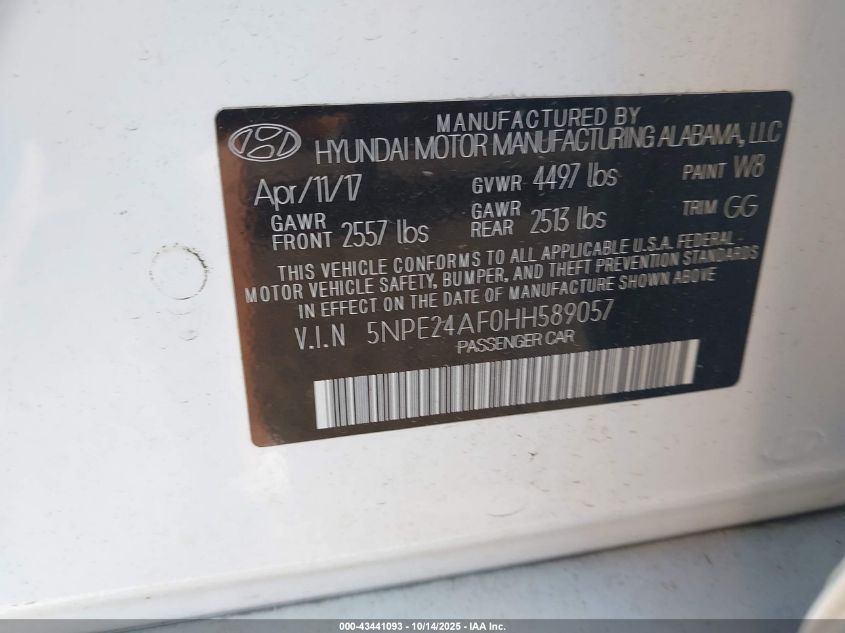 MANUFACTURED BY
HYUNDAI MOTOR MANUFACTURING ALABAMA, LLC
Apr/11/17 GVWR 4497 lbs PAINT W8
GAWR FRONT 2557 lbs GAWR REAR 2513 lbs TRIM GG
THIS VEHICLE CONFORMS TO ALL APPLICABLE U.S.A. FEDERAL
MOTOR VEHICLE SAFETY, BUMPER, AND THEFT PREVENTION STANDARDS
IN EFFECT ON THE DATE OF MANUFACTURE SHOWN ABOVE
V.I.N 5NPE24AF0HH589057
PASSENGER CAR
000-43441093 - 10/14/2025 - IAA Inc.